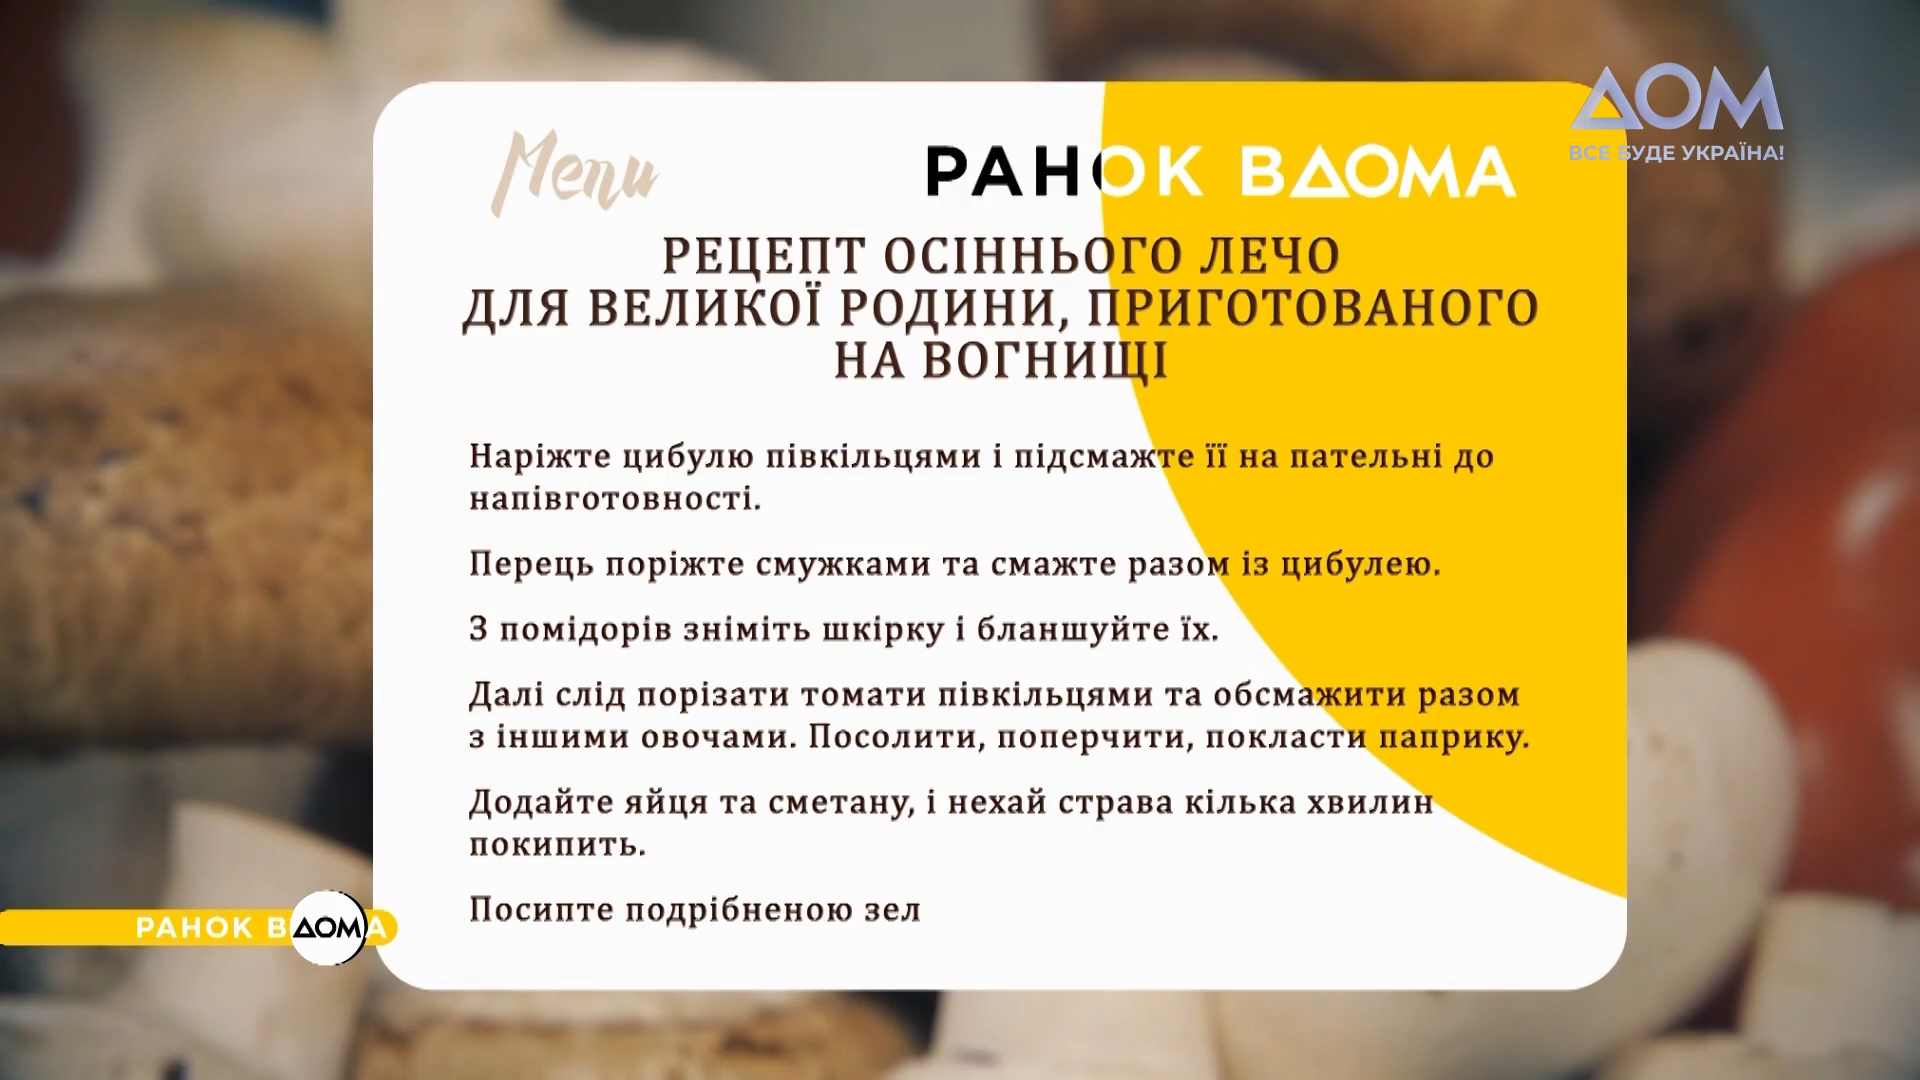 ДОМ
ВСЕ БУДЕ УКРАЇНА!
Menu
РАНОК ВДОМА
РЕЦЕПТ ОСІННЬОГО ЛЕЧО
ДЛЯ ВЕЛИКОЇ РОДИНИ, ПРИГОТОВАНОГО
НА ВОГНИЩІ
Наріжте цибулю півкільцями і підсмажте її на пательні до
напівготовності.
Перець поріжте смужками та смажте разом із цибулею.
З помідорів зніміть шкірку і бланшуйте їх.
Далі слід порізати томати півкільцями та обсмажити разом
з іншими овочами. Посолити, поперчити, покласти паприку.
Додайте яйця та сметану, і нехай страва кілька хвилин
покипить.
Посипте подрібненою зел
РАНОК ВДОМА